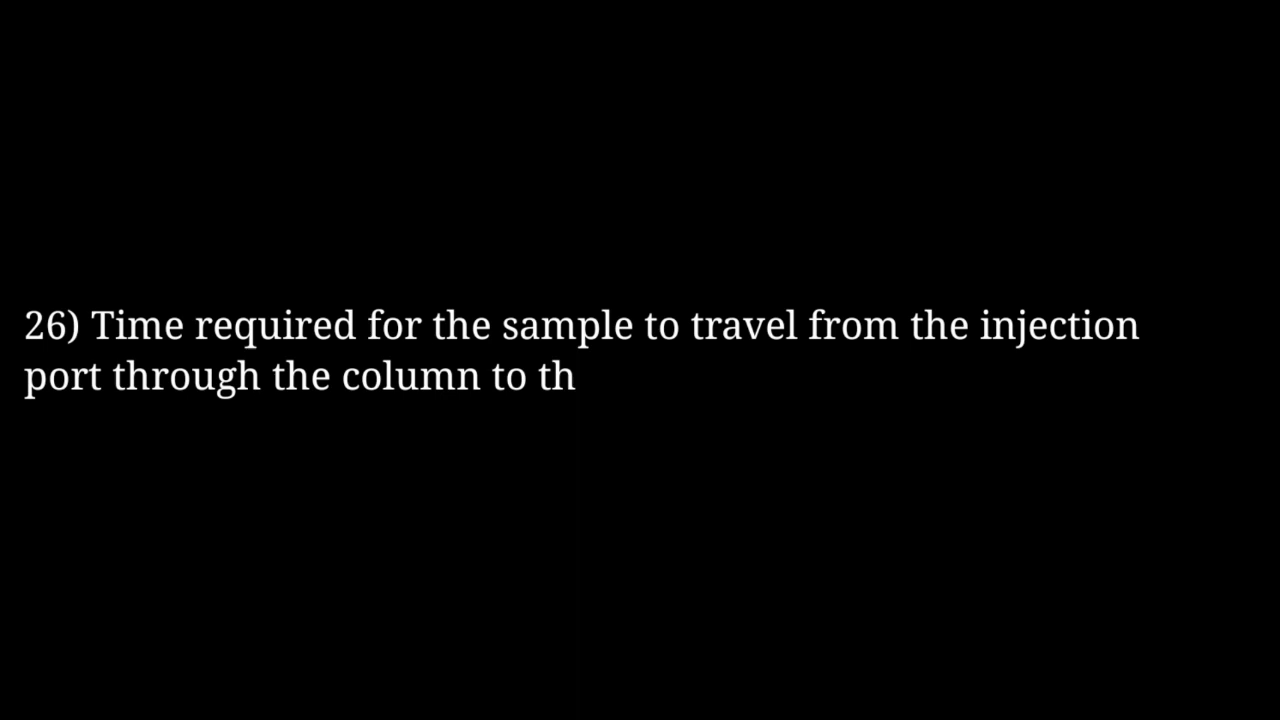 26) Time required for the sample to travel from the injection
port through the column to th